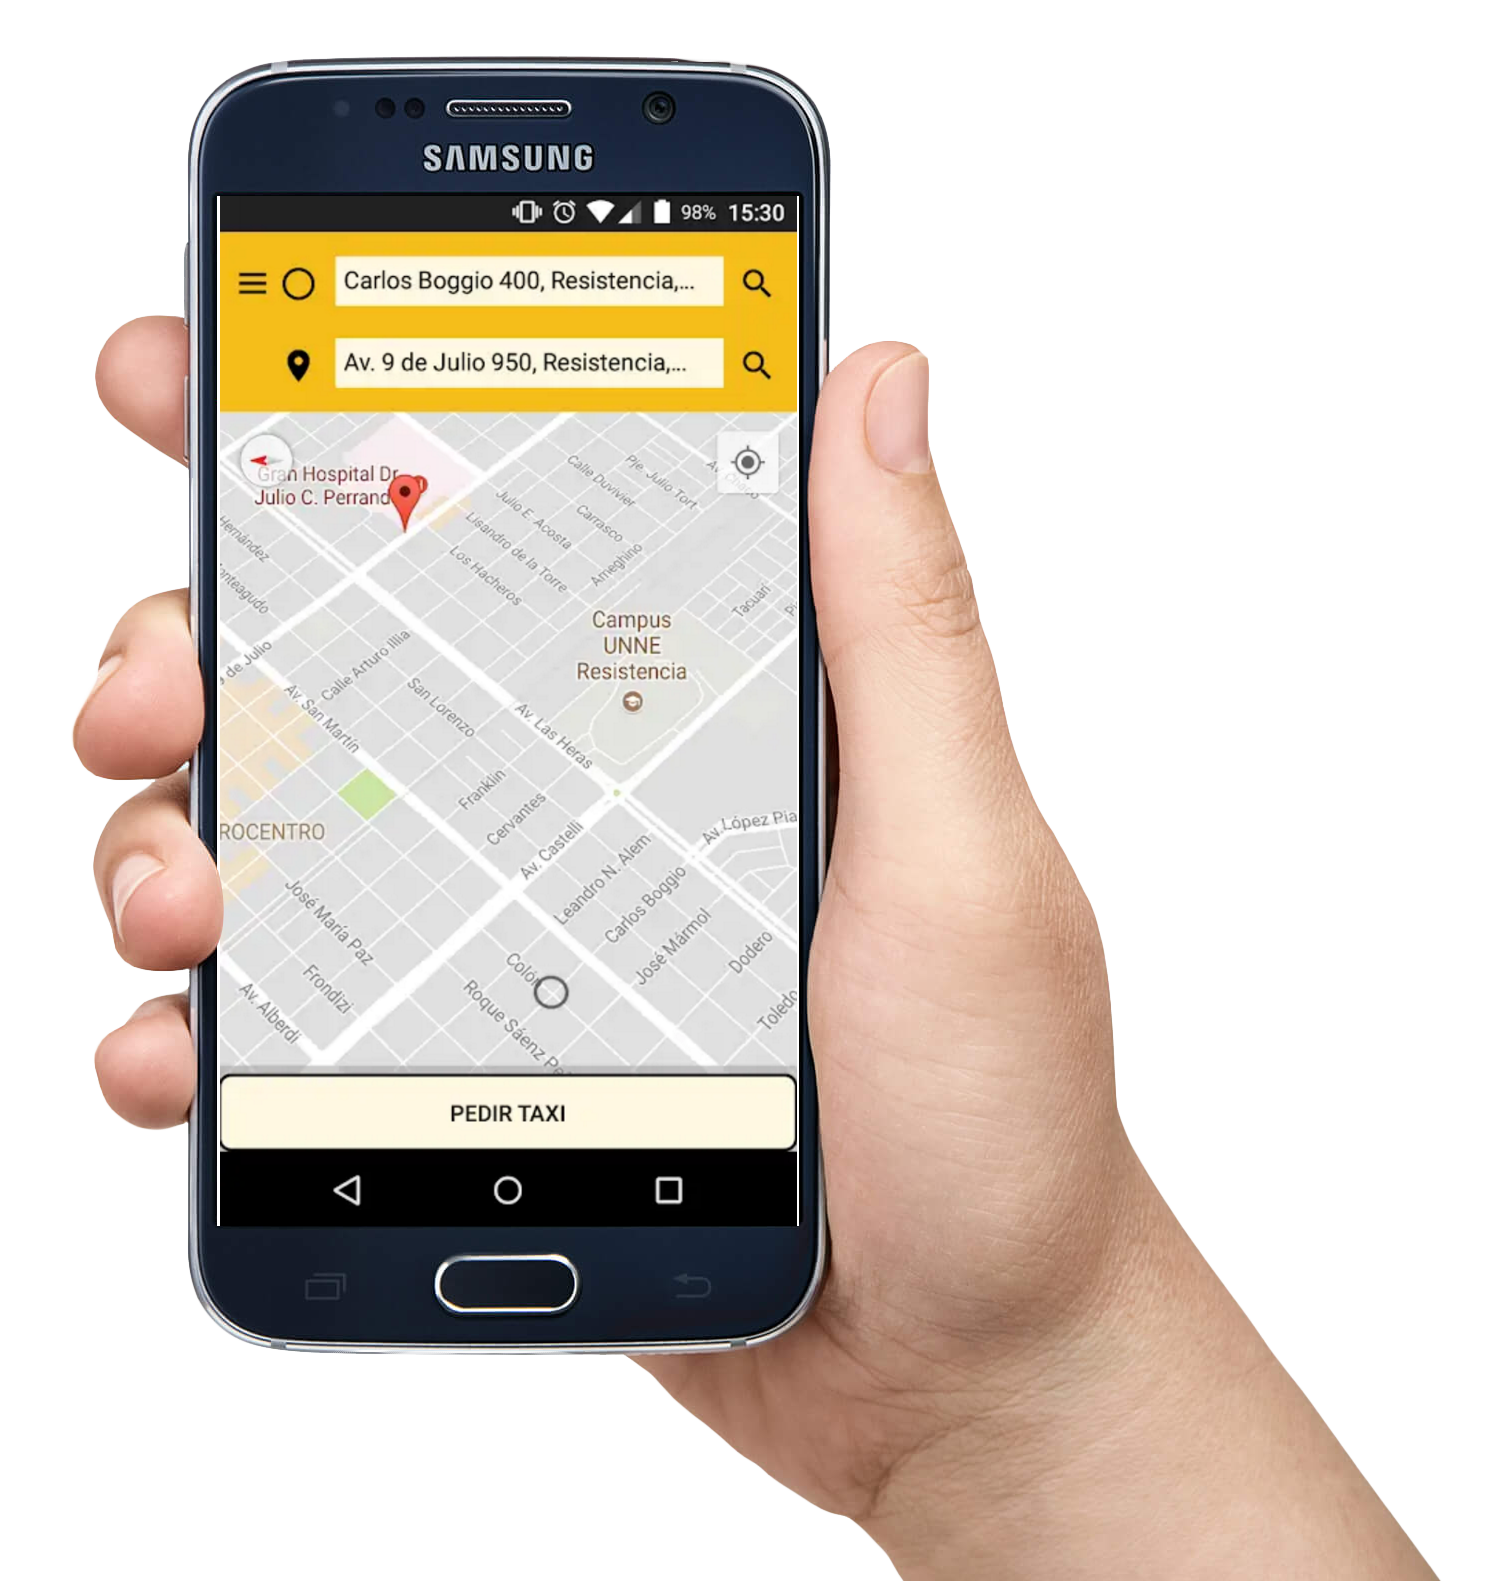 SAMSUNG
98% 15:30
Carlos Boggio 400, Resistencia,...
Av. 9 de Julio 950, Resistencia,...
Gran Hospital Dr
Julio C. Perrand
Calle Duvivier
Pje. Julio Tort
Julio E. Acosta
Carrasco
Lisandro de la Torre
Ameghino
Los Hacheros
Hernández
Tacuarí
Campus
UNNE
Resistencia
de Julio
Calle Arturo Illia
Av. San Martín
San Lorenzo
Av. Las Heras
Franklin
Cervantes
Av. Castelli
Av. López Pia
ROCENTRO
Leandro N. Alem
Carlos Boggio
José Mármol
José María Paz
Dodero
Frondizi
Colón
Roque Sáenz Pe
Toledo
Av. Alberdi
PEDIR TAXI